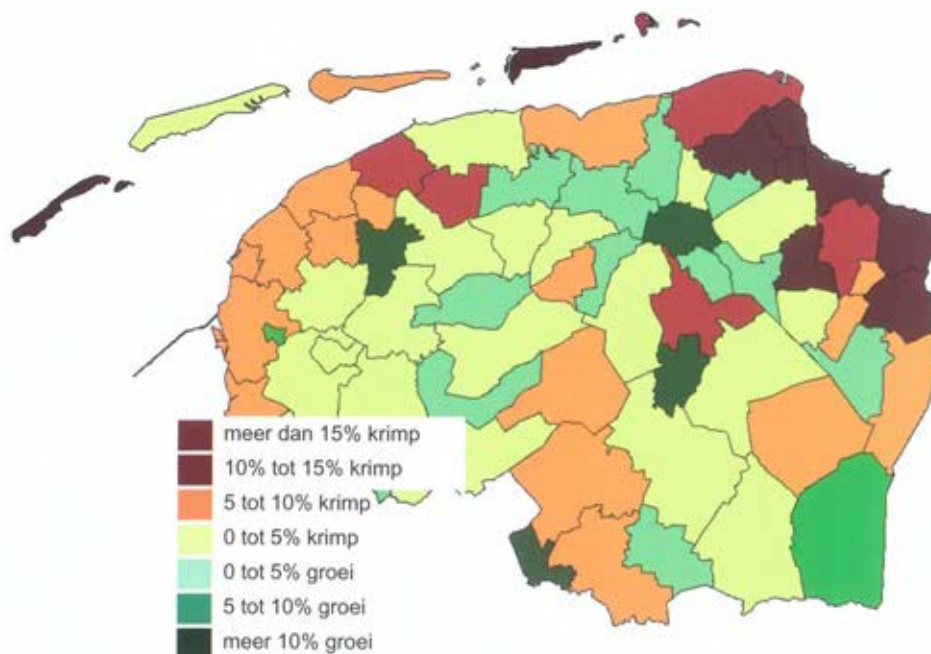 meer dan 15% krimp
10% tot 15% krimp
5 tot 10% krimp
0 tot 5% krimp
0 tot 5% groei
5 tot 10% groei
meer 10% groei